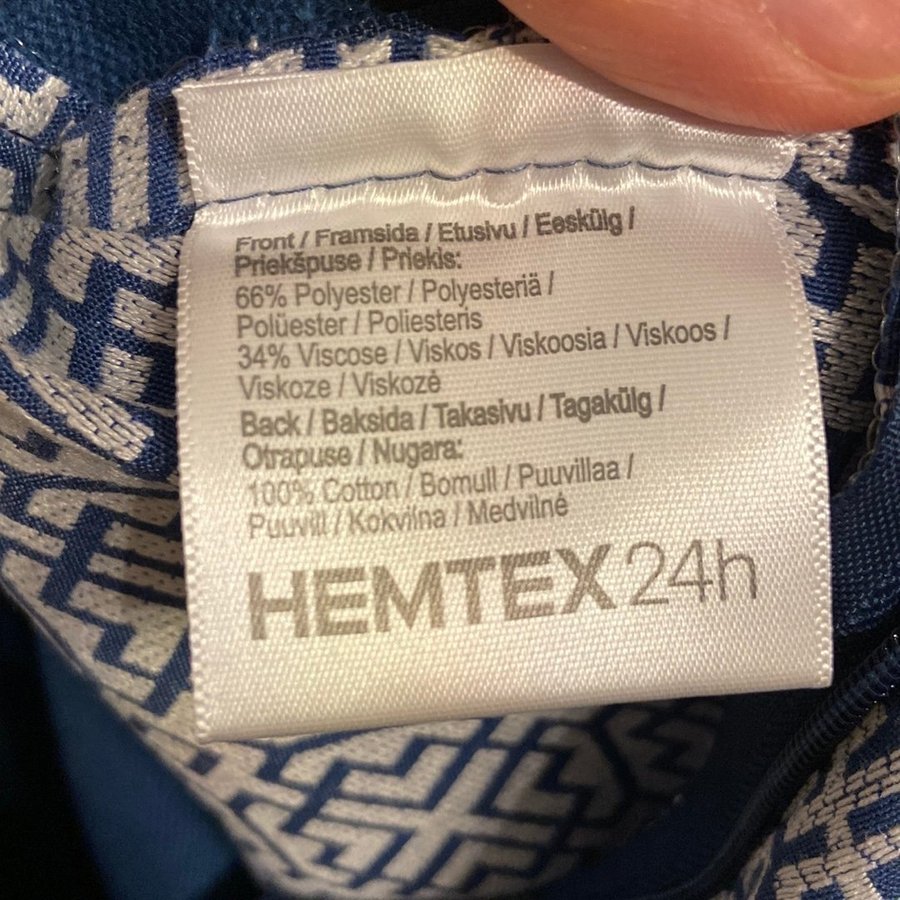 Front / Framsida / Etusivu / Eeskülg /
Priekšpuse / Priekis:
66% Polyester / Polyesteriä /
Polüester / Poliesteris
34% Viscose / Viskos / Viskoosia / Viskoos /
Viskoze / Viskozė
Back / Baksida / Takasivu / Tagakülg /
Otrapuse / Nugara:
100% Cotton / Bomull / Puuvillaa /
Puuvill / Kokvilna / Medvilnė
HEMTEX 24h